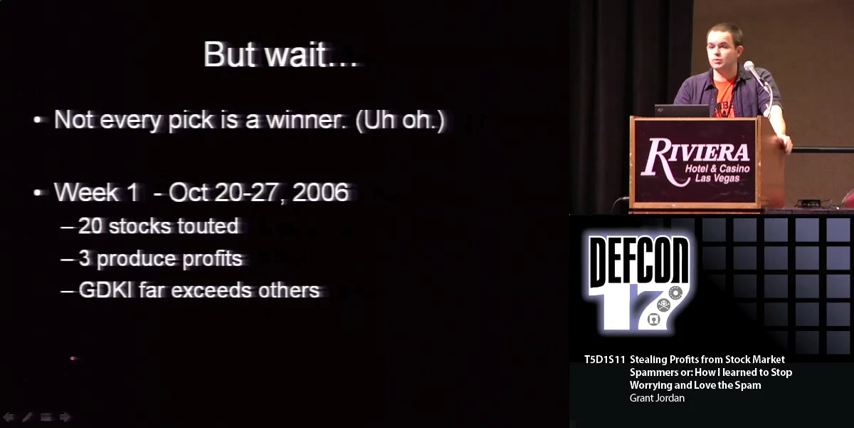 But wait...
• Not every pick is a winner. (Uh oh.)
• Week 1 - Oct 20-27, 2006
– 20 stocks touted
– 3 produce profits
– GDKI far exceeds others
RIVIERA
Hotel & Casino
Las Vegas
DEFCON
17
T5D1S11 Stealing Profits from Stock Market
Spammers or: How I learned to Stop
Worrying and Love the Spam
Grant Jordan